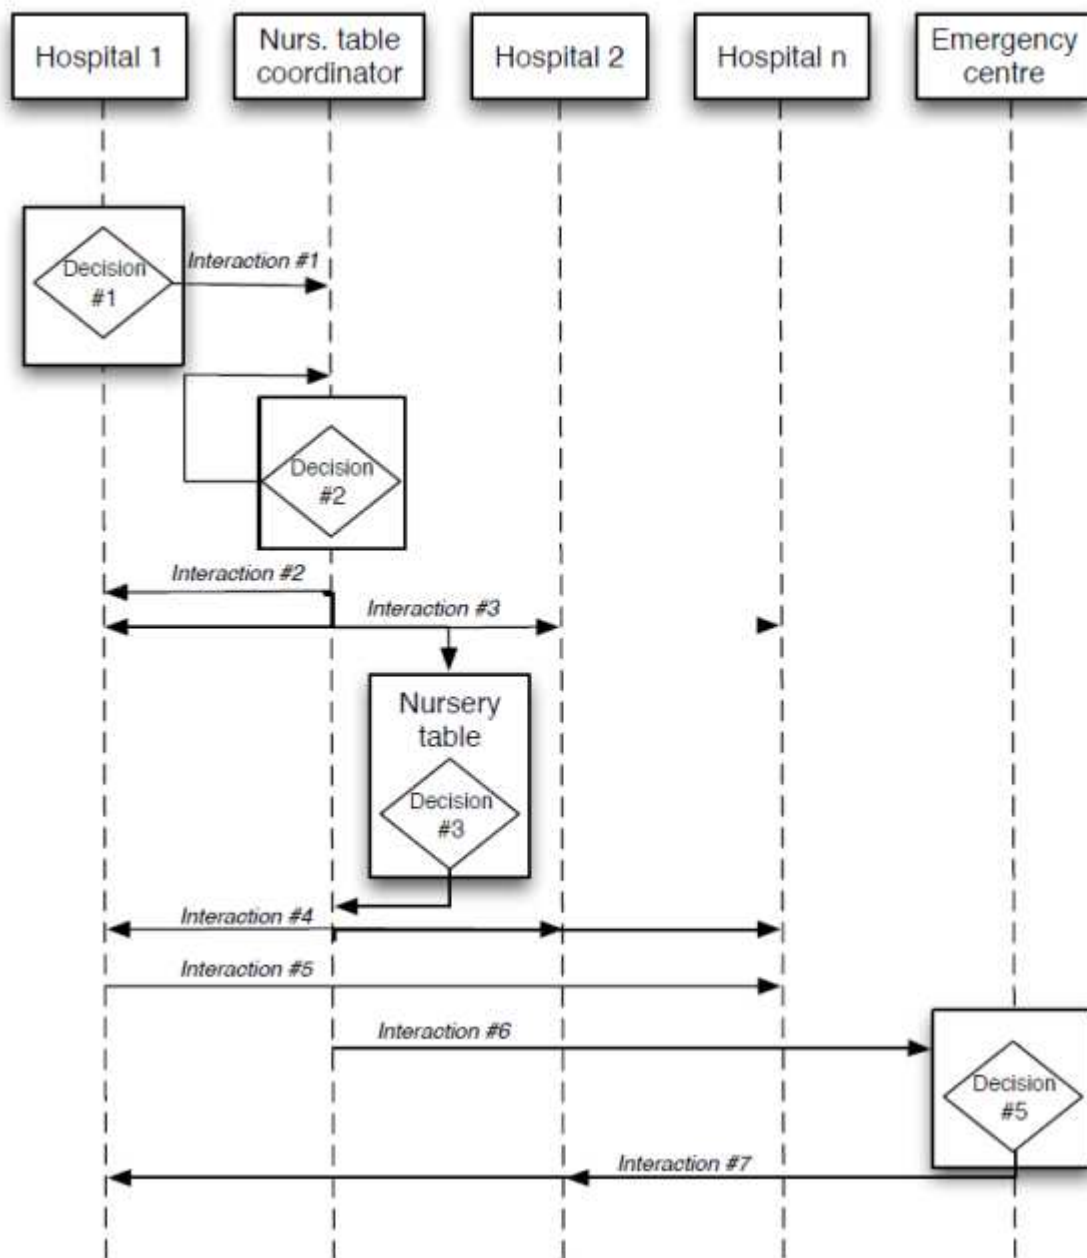 Hospital 1
Nurs. table
coordinator
Hospital 2
Hospital n
Emergency
centre
Decision
#1
Interaction #1
Decision
#2
Interaction #2
Interaction #3
Nursery
table
Decision
#3
Interaction #4
Interaction #5
Interaction #6
Decision
#5
Interaction #7